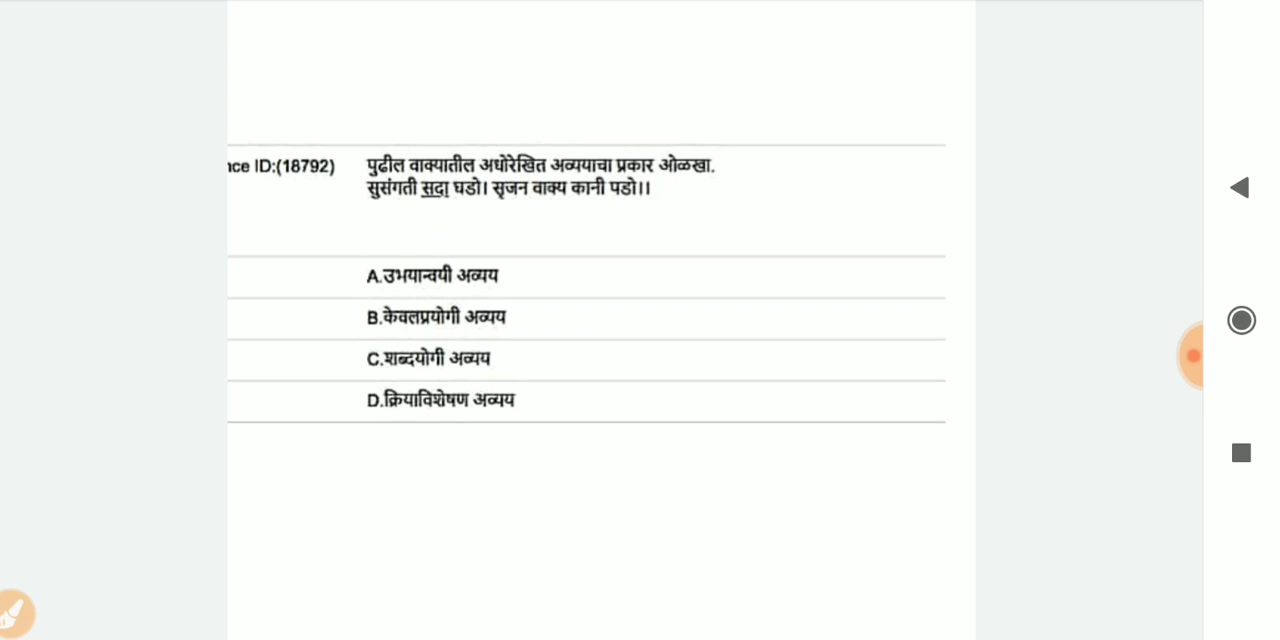 nce ID:(18792) पुढील वाक्यातील अधोरेखित अव्ययाचा प्रकार ओळखा.
सुसंगती सदा घडो। सृजन वाक्य कानी पडो।।
A.उभयान्वयी अव्यय
B.केवलप्रयोगी अव्यय
C.शब्दयोगी अव्यय
D.क्रियाविशेषण अव्यय